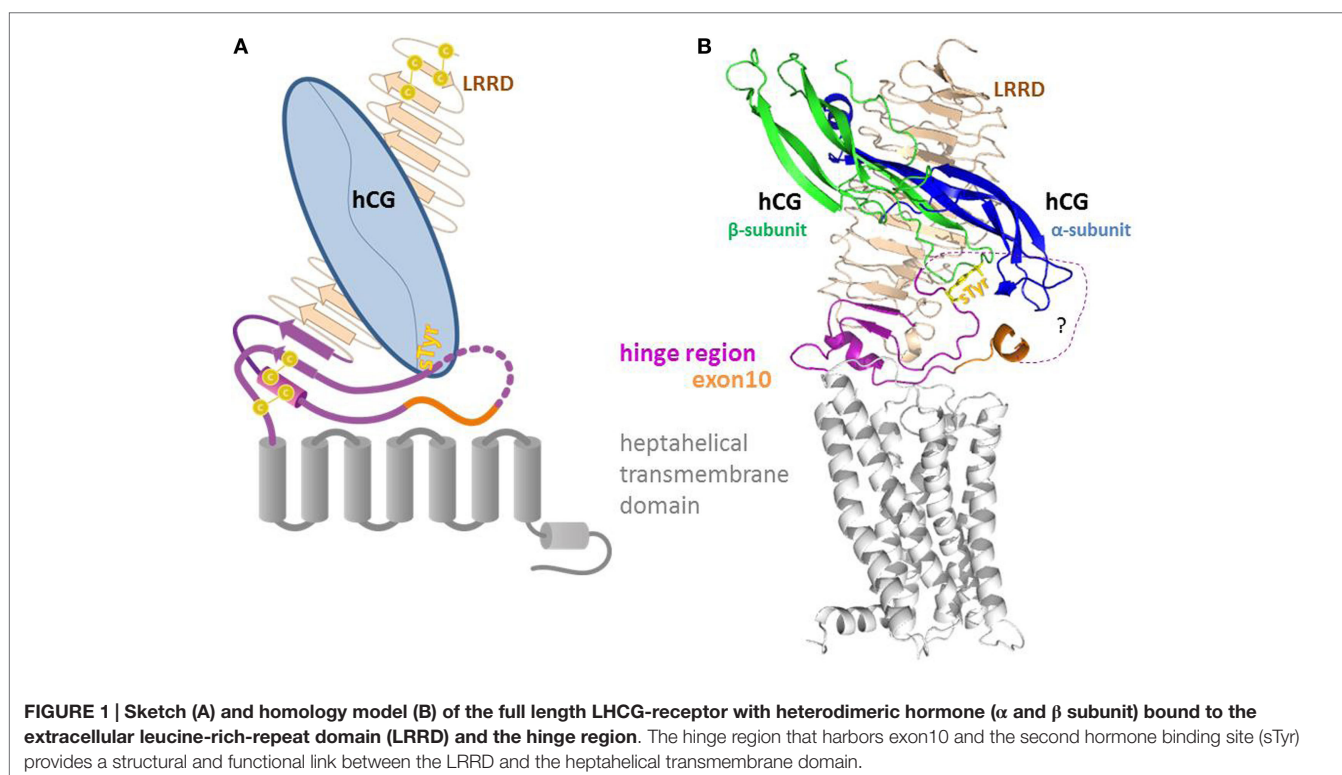 A
B
LRRD
LRRD
hCG
hCG
β-subunit
hCG
α-subunit
sTyr
sTyr
?
C
C
C
C
C
C
C
hinge region
exon10
heptahelical
transmembrane
domain
FIGURE 1 | Sketch (A) and homology model (B) of the full length LHCG-receptor with heterodimeric hormone (α and β subunit) bound to the
extracellular leucine-rich-repeat domain (LRRD) and the hinge region. The hinge region that harbors exon10 and the second hormone binding site (sTyr)
provides a structural and functional link between the LRRD and the heptahelical transmembrane domain.